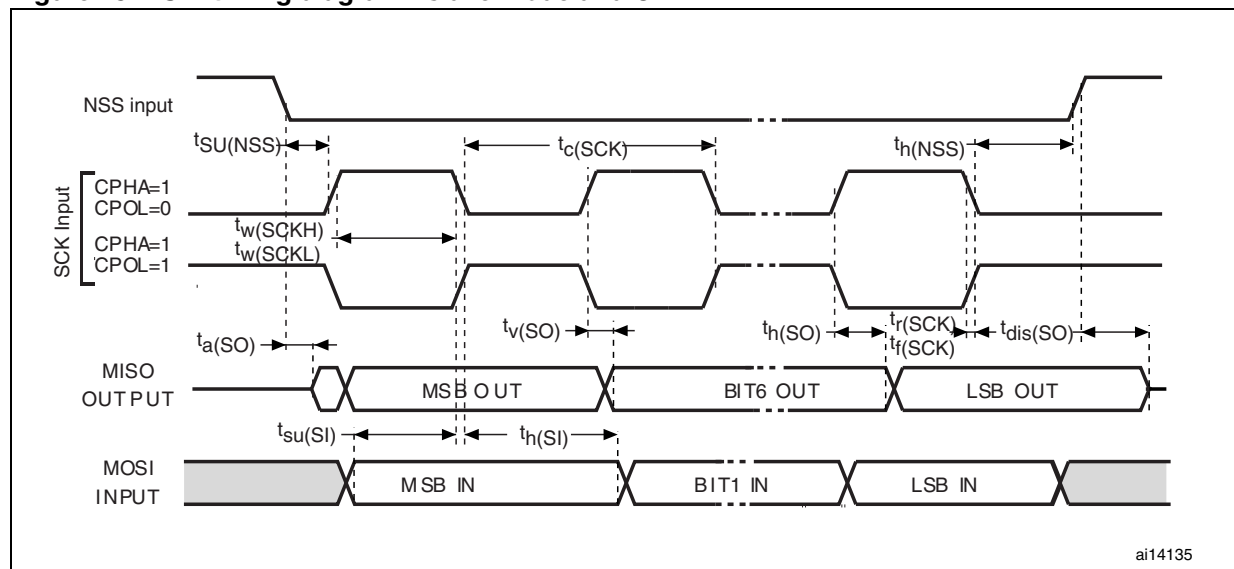 NSS input
tSU(NSS)
tc(SCK)
th(NSS)
SCK Input
CPHA=1
CPOL=0
tw(SCKH)
tw(SCKL)
CPHA=1
CPOL=1
ta(SO)
tv(SO)
th(SO)
tr(SCK)
tf(SCK)
tdis(SO)
MISO
OUTPUT
MSB OUT
BIT6 OUT
LSB OUT
tsu(SI)
th(SI)
MOSI
INPUT
MSB IN
BIT1 IN
LSB IN
ai14135